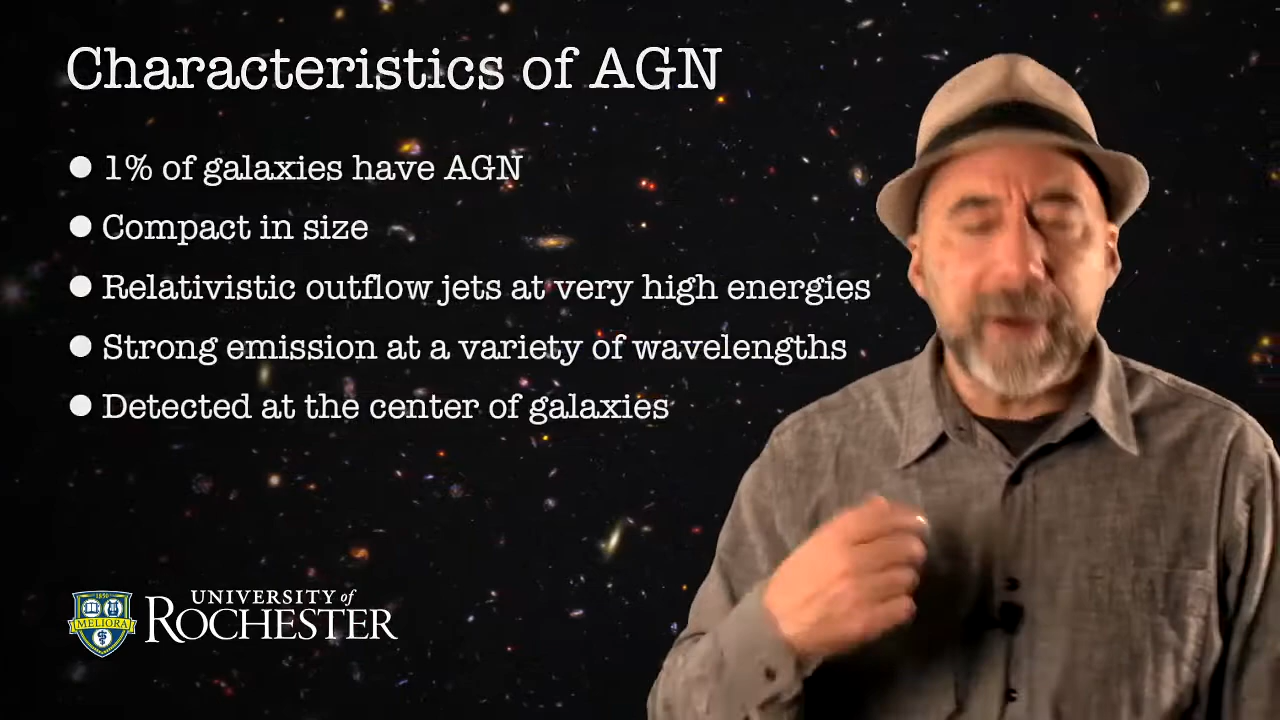 Characteristics of AGN
● 1% of galaxies have AGN
● Compact in size
● Relativistic outflow jets at very high energies
● Strong emission at a variety of wavelengths
● Detected at the center of galaxies
1850
MELIORA
UNIVERSITY of
ROCHESTER